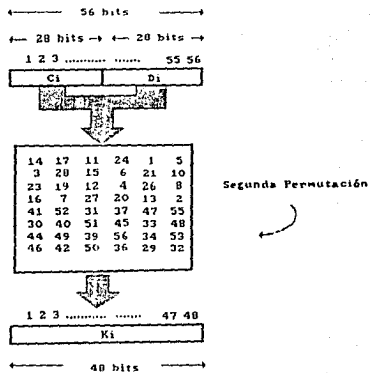 56 bits
28 bits 28 bits
1 2 3 ............ ....... 55 56
Ci Di
14 17 11 24 1 5
3 28 15 6 21 10
23 19 12 4 26 8
16 7 27 20 13 2
41 52 31 37 47 55
30 40 51 45 33 48
44 49 39 56 34 53
46 42 50 36 29 32
Segunda Permutación
1 2 3 ............ ....... 47 48
Ki
48 bits